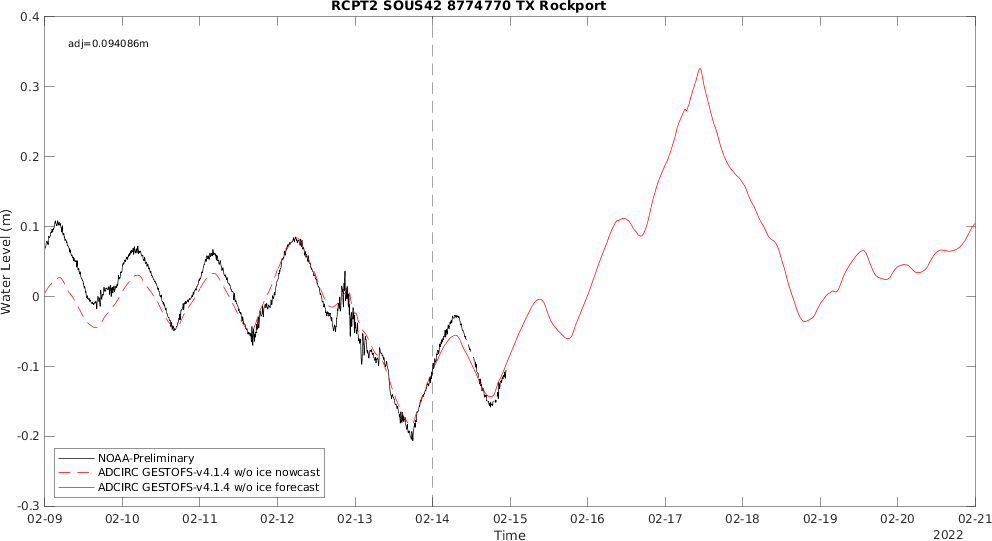 RCPT2 SOUS42 8774770 TX Rockport
adj=0.094086m
Water Level (m)
0.4
0.3
0.2
0.1
0
-0.1
-0.2
-0.3
NOAA-Preliminary
ADCIRC GESTOFS-v4.1.4 w/o ice nowcast
ADCIRC GESTOFS-v4.1.4 w/o ice forecast
02-09 02-10 02-11 02-12 02-13 02-14 02-15 02-16 02-17 02-18 02-19 02-20 02-21
Time
2022